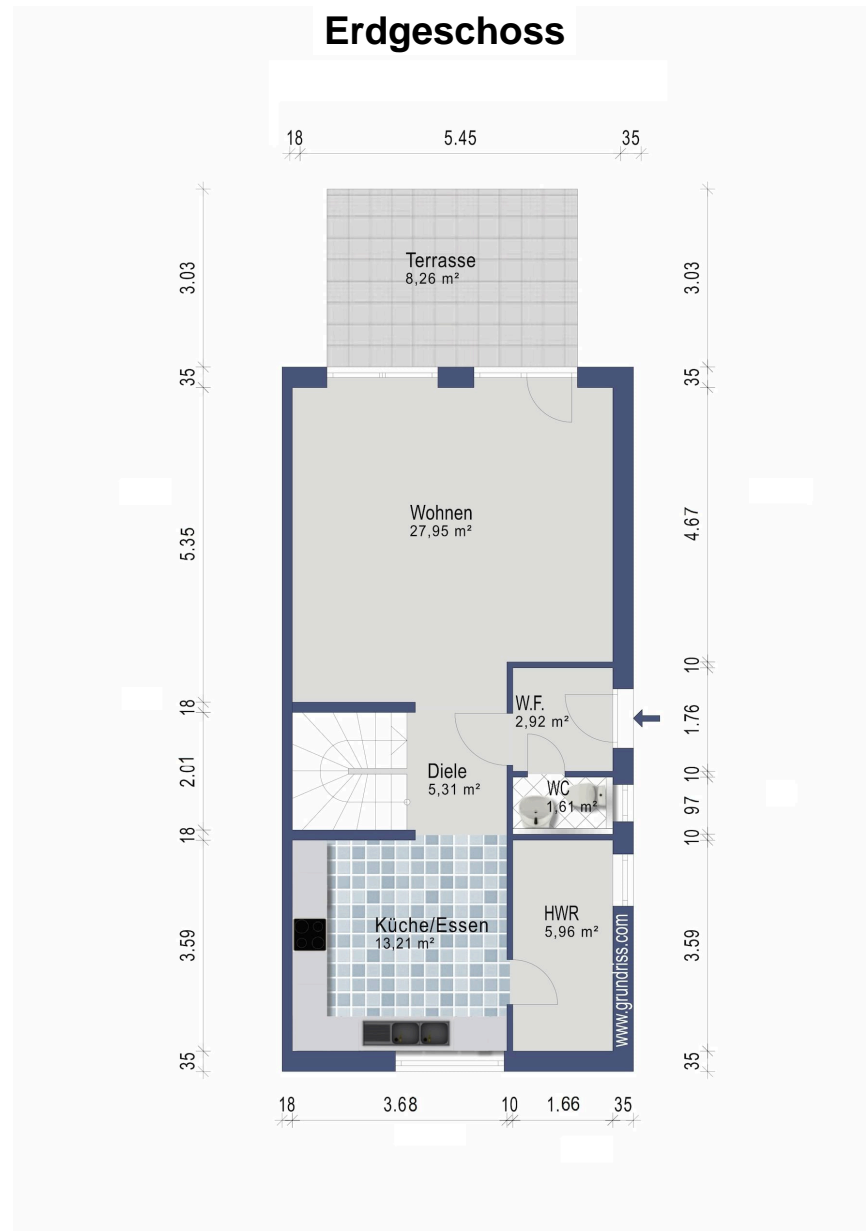 Erdgeschoss
18 5.45 35
Terrasse
8,26 m²
3.03
3.03
35
35
Wohnen
27,95 m²
5.35
4.67
10
18
W.F.
2,92 m²
1.76
Diele
5,31 m²
2.01
10
WC
1,61 m²
97
18
10
Küche/Essen
13,21 m²
HWR
5,96 m²
3.59
3.59
www.grundriss.com
35
35
18 3.68 10 1.66 35